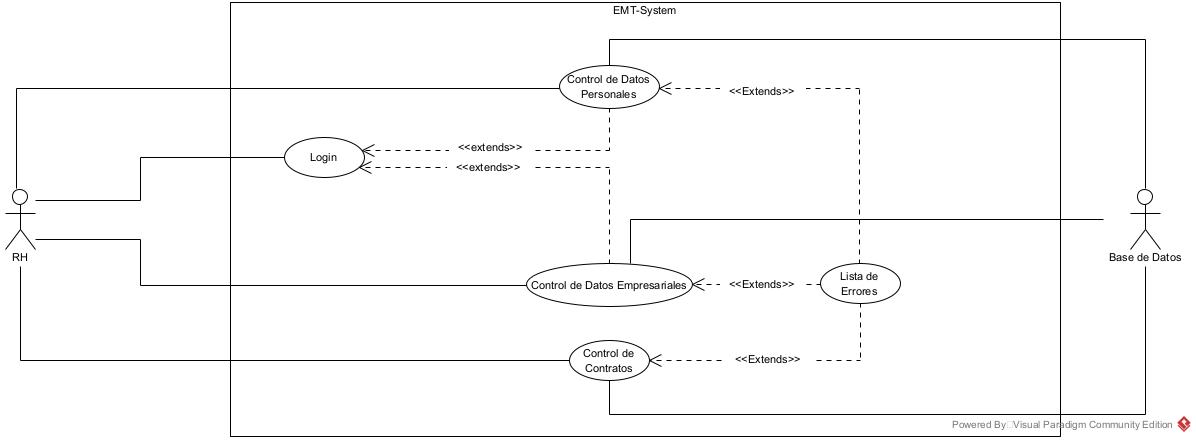 EMT-System
Control de Datos
Personales
<<Extends>>
<<extends>>
Login
<<extends>>
RH
Base de Datos
Control de Datos Empresariales
<<Extends>>
Lista de
Errores
Control de
Contratos
<<Extends>>
Powered By Visual Paradigm Community Edition